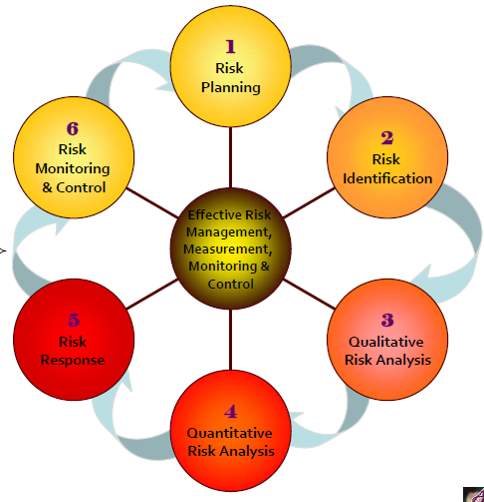 1
Risk
Planning
2
Risk
Identification
3
Qualitative
Risk Analysis
4
Quantitative
Risk Analysis
5
Risk
Response
6
Risk
Monitoring
& Control
Effective Risk
Management,
Measurement,
Monitoring &
Control